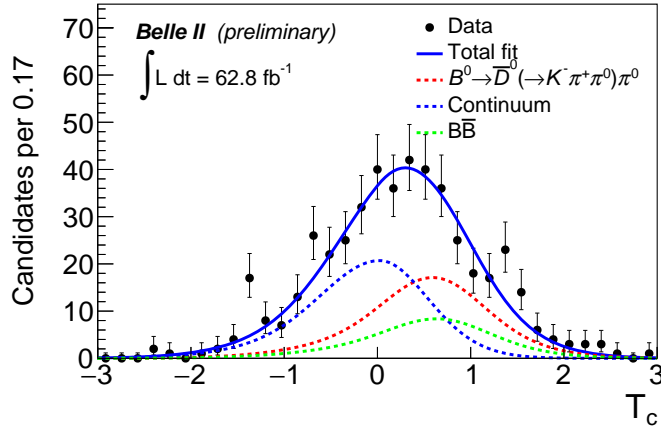 Belle II (preliminary)
∫L dt = 62.8 fb⁻¹
Data
Total fit
B⁰→D̅⁰(→K⁻π⁺π⁰)π⁰
Continuum
BB̅
Candidates per 0.17
70
60
50
40
30
20
10
0
−3 −2 −1 0 1 2 3
T_c